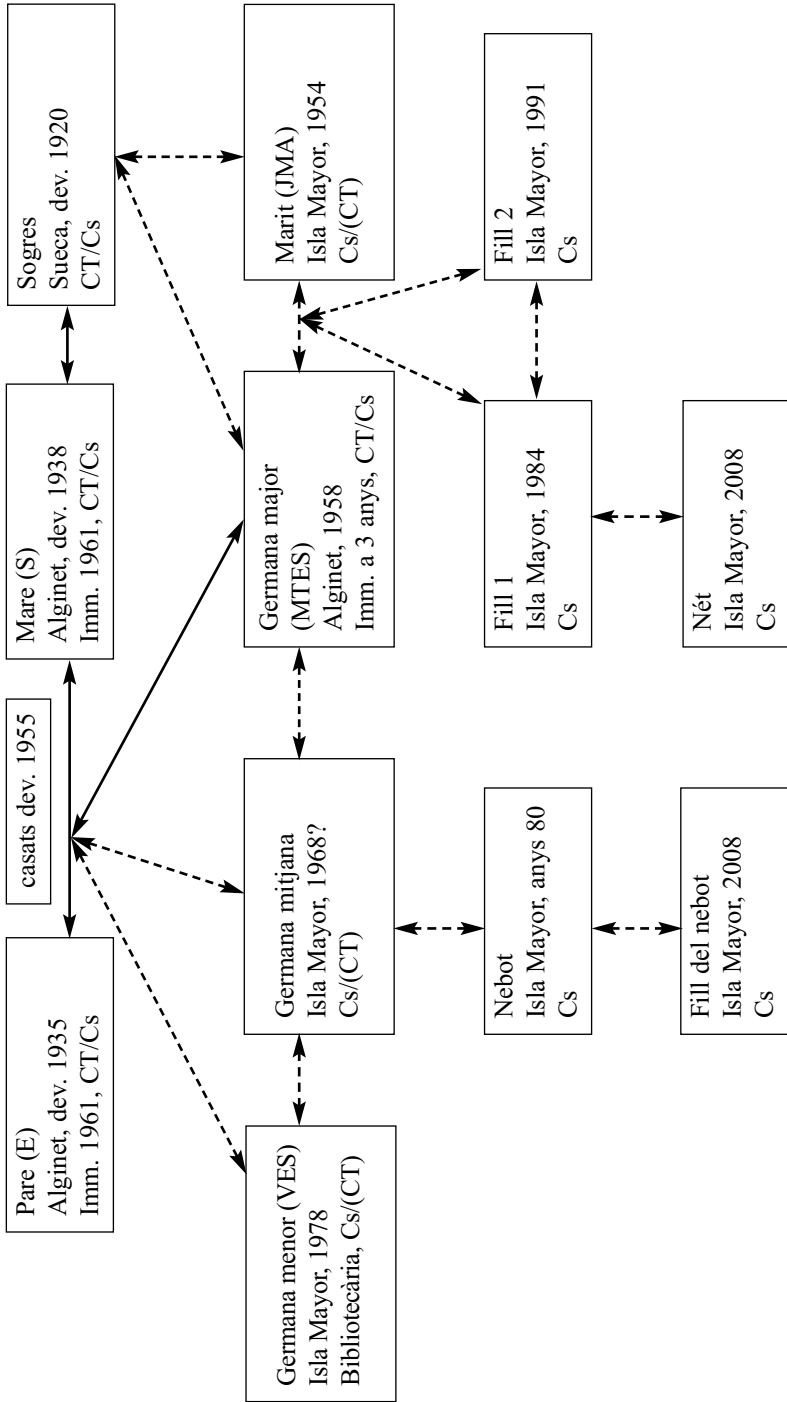 Pare (E)
Alginet, dev. 1935
Imm. 1961, CT/Cs
casats dev. 1955
Mare (S)
Alginet, dev. 1938
Imm. 1961, CT/Cs
Sogres
Sueca, dev. 1920
CT/Cs
Germana menor (VES)
Isla Mayor, 1978
Bibliotecària, Cs/(CT)
Germana mitjana
Isla Mayor, 1968?
Cs/(CT)
Germana major
(MTES)
Alginet, 1958
Imm. a 3 anys, CT/Cs
Marit (JMA)
Isla Mayor, 1954
Cs/(CT)
Nebot
Isla Mayor, anys 80
Cs
Fill 1
Isla Mayor, 1984
Cs
Fill 2
Isla Mayor, 1991
Cs
Fill del nebot
Isla Mayor, 2008
Cs
Nét
Isla Mayor, 2008
Cs